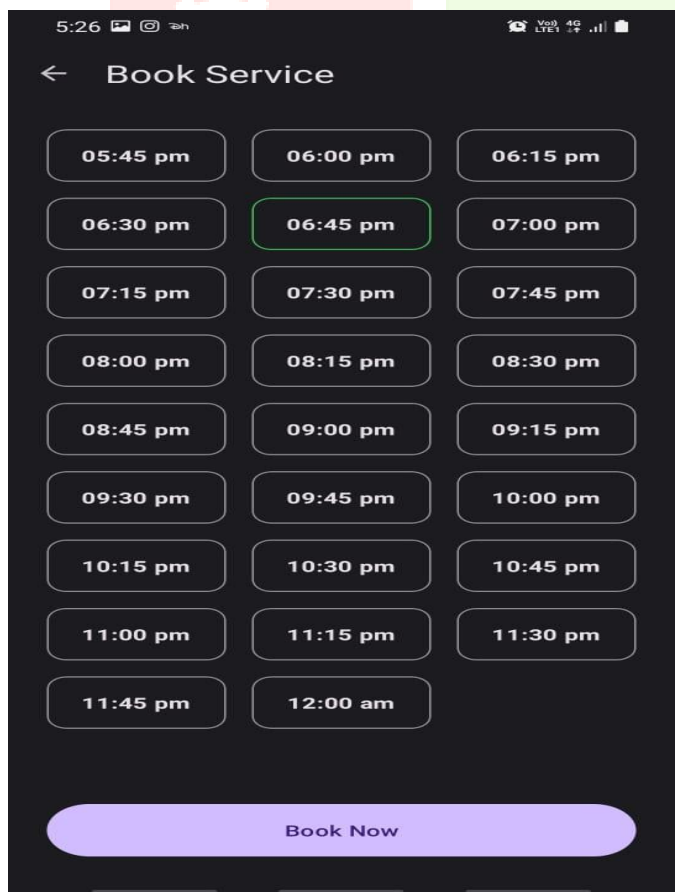 5:26
Vo)) 4G
LTE1
Book Service
05:45 pm 06:00 pm 06:15 pm
06:30 pm 06:45 pm 07:00 pm
07:15 pm 07:30 pm 07:45 pm
08:00 pm 08:15 pm 08:30 pm
08:45 pm 09:00 pm 09:15 pm
09:30 pm 09:45 pm 10:00 pm
10:15 pm 10:30 pm 10:45 pm
11:00 pm 11:15 pm 11:30 pm
11:45 pm 12:00 am
Book Now